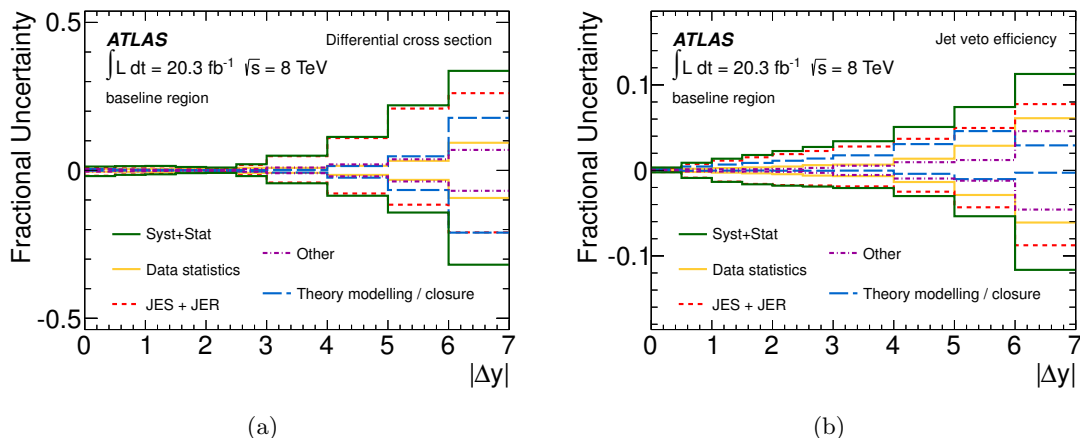 Fractional Uncertainty
0.5
0
-0.5
ATLAS
Differential cross section
∫L dt = 20.3 fb⁻¹ √s = 8 TeV
baseline region
Syst+Stat
Data statistics
JES + JER
Other
Theory modelling / closure
0 1 2 3 4 5 6 7
|Δy|
(a)
Fractional Uncertainty
0.1
0
-0.1
ATLAS
Jet veto efficiency
∫L dt = 20.3 fb⁻¹ √s = 8 TeV
baseline region
Syst+Stat
Data statistics
JES + JER
Other
Theory modelling / closure
0 1 2 3 4 5 6 7
|Δy|
(b)